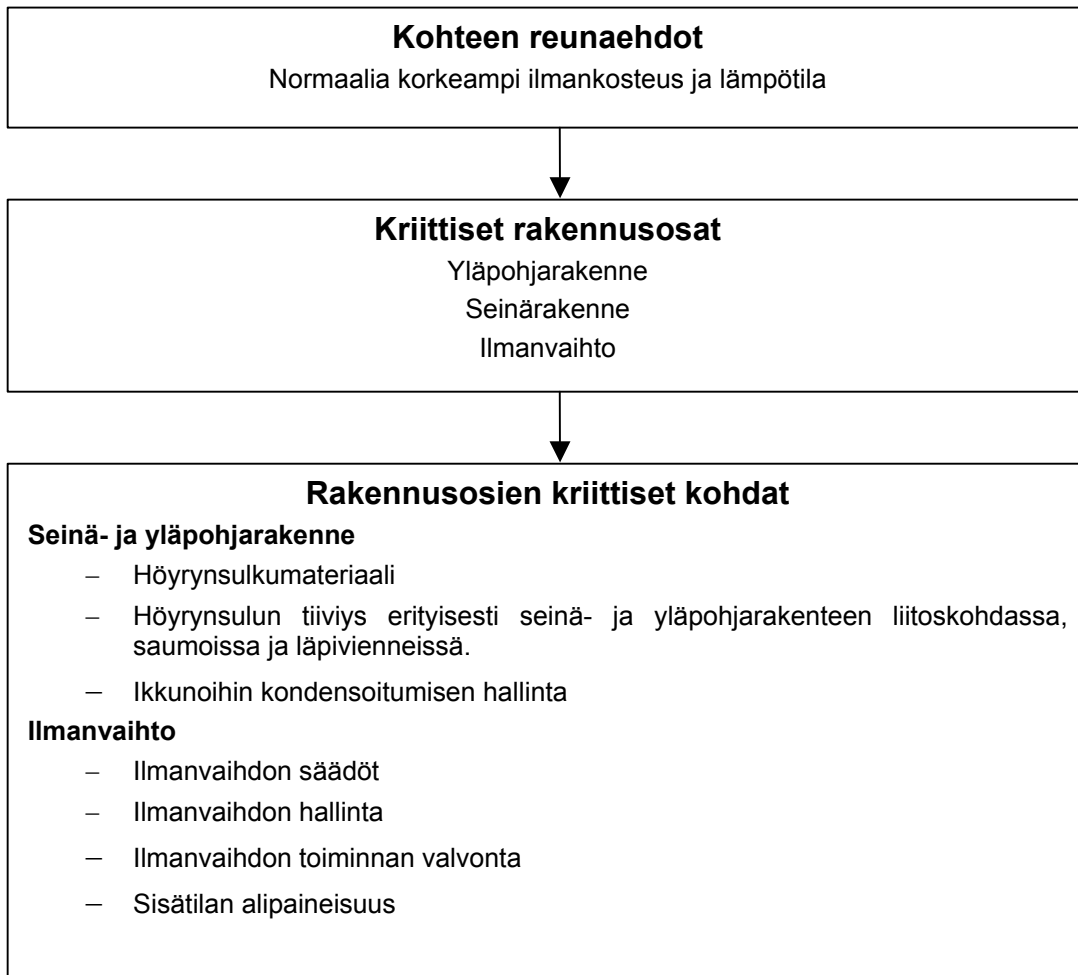 Kohteen reunaehdot
Normaalia korkeampi ilmankosteus ja lämpötila
Kriittiset rakennusosat
Yläpohjarakenne
Seinärakenne
Ilmanvaihto
Rakennusosien kriittiset kohdat
Seinä- ja yläpohjarakenne
– Höyrynsulkumateriaali
– Höyrynsulun tiiviys erityisesti seinä- ja yläpohjarakenteen liitoskohdassa,
saumoissa ja läpivienneissä.
– Ikkunoihin kondensoitumisen hallinta
Ilmanvaihto
– Ilmanvaihdon säädöt
– Ilmanvaihdon hallinta
– Ilmanvaihdon toiminnan valvonta
– Sisätilan alipaineisuus